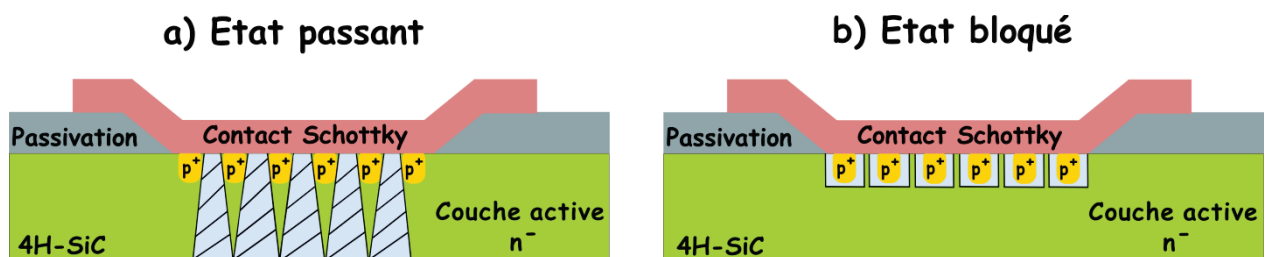 a) Etat passant
b) Etat bloqué
Passivation
Contact Schottky
p+ p+ p+ p+ p+ p+
Couche active
n-
4H-SiC
Passivation
Contact Schottky
p+ p+ p+ p+ p+ p+
Couche active
n-
4H-SiC